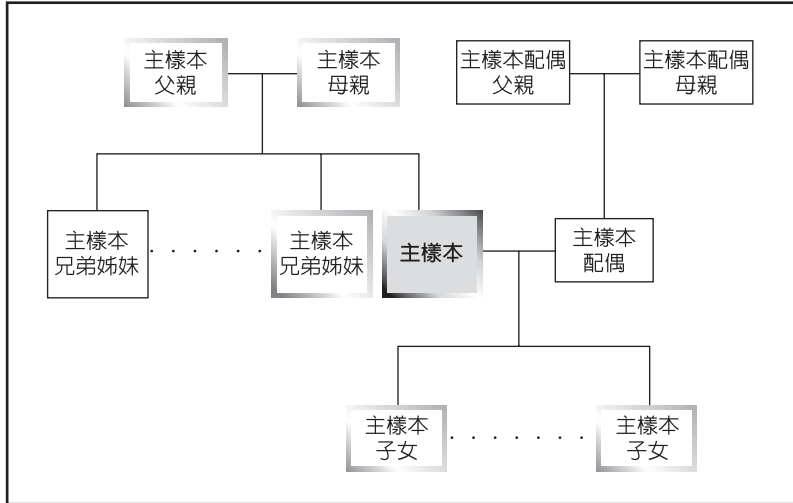 主樣本
父親
主樣本
母親
主樣本配偶
父親
主樣本配偶
母親
主樣本
兄弟姊妹
· · · · · ·
主樣本
兄弟姊妹
主樣本
主樣本
配偶
主樣本
子女
· · · · · · ·
主樣本
子女